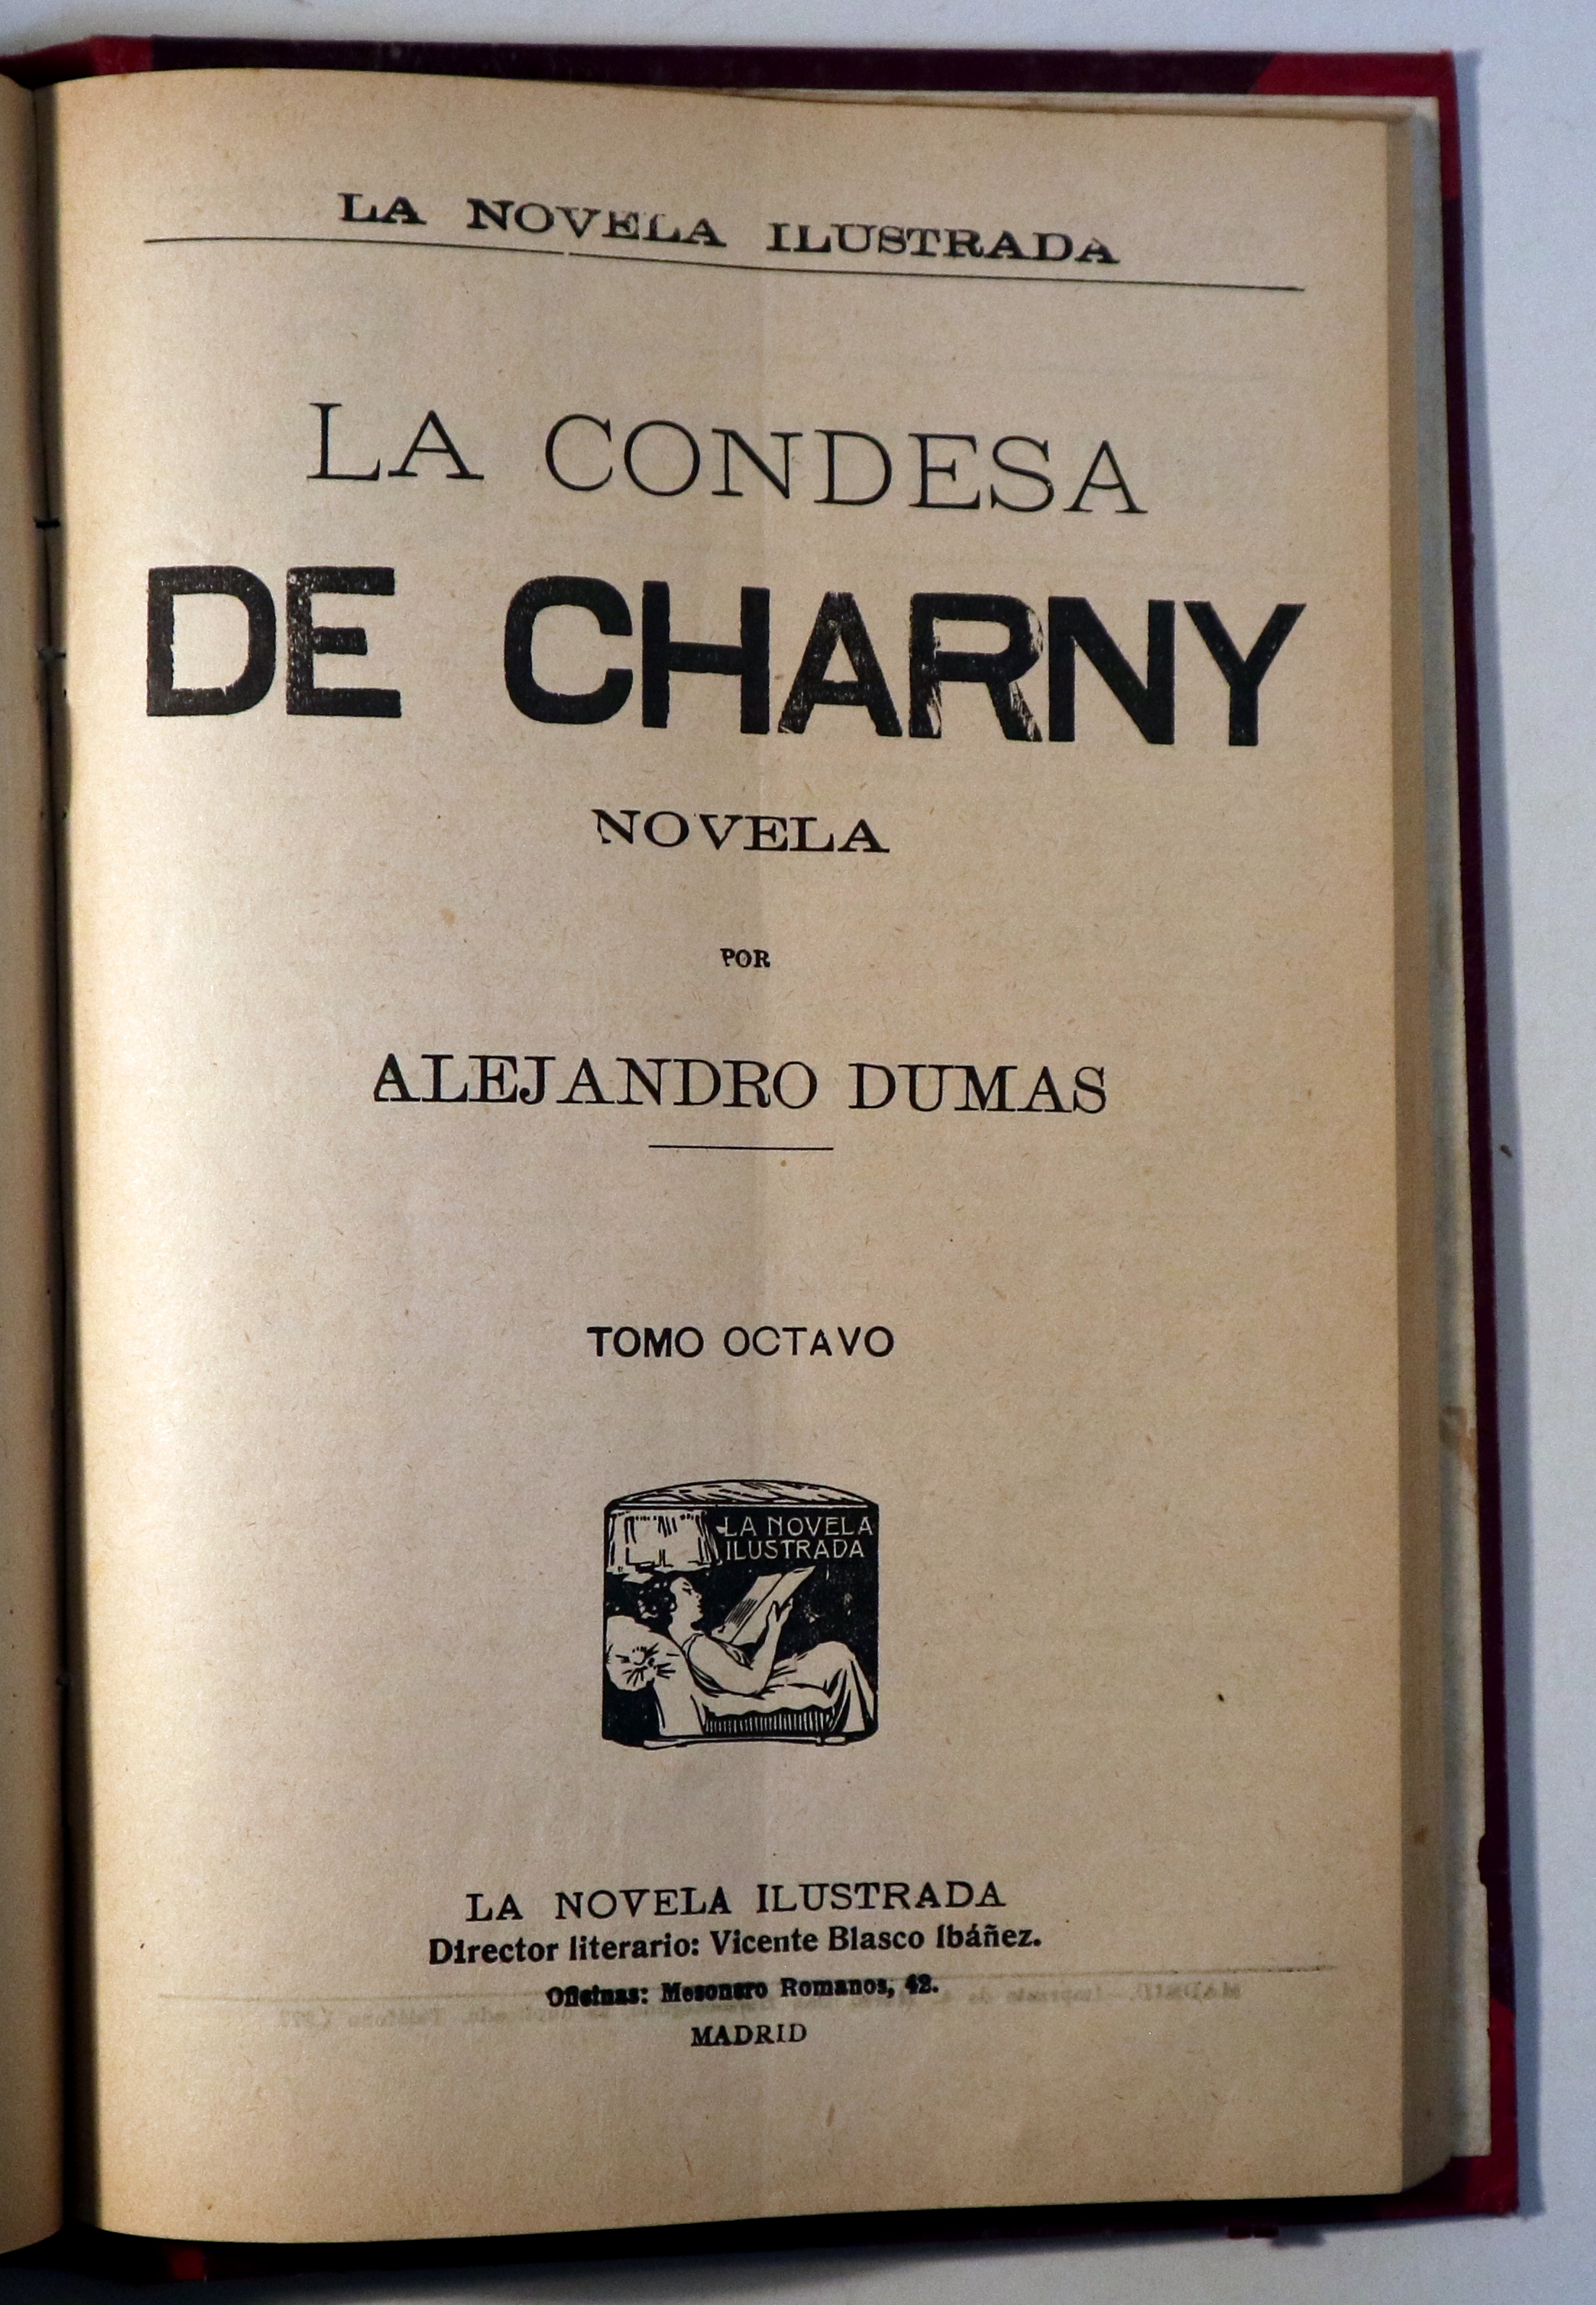 LA NOVELA ILUSTRADA
LA CONDESA
DE CHARNY
NOVELA
POR
ALEJANDRO DUMAS
TOMO OCTAVO
LA NOVELA
ILUSTRADA
LA NOVELA ILUSTRADA
Director literario: Vicente Blasco Ibáñez.
Oficinas: Mesonero Romanos, 42.
MADRID